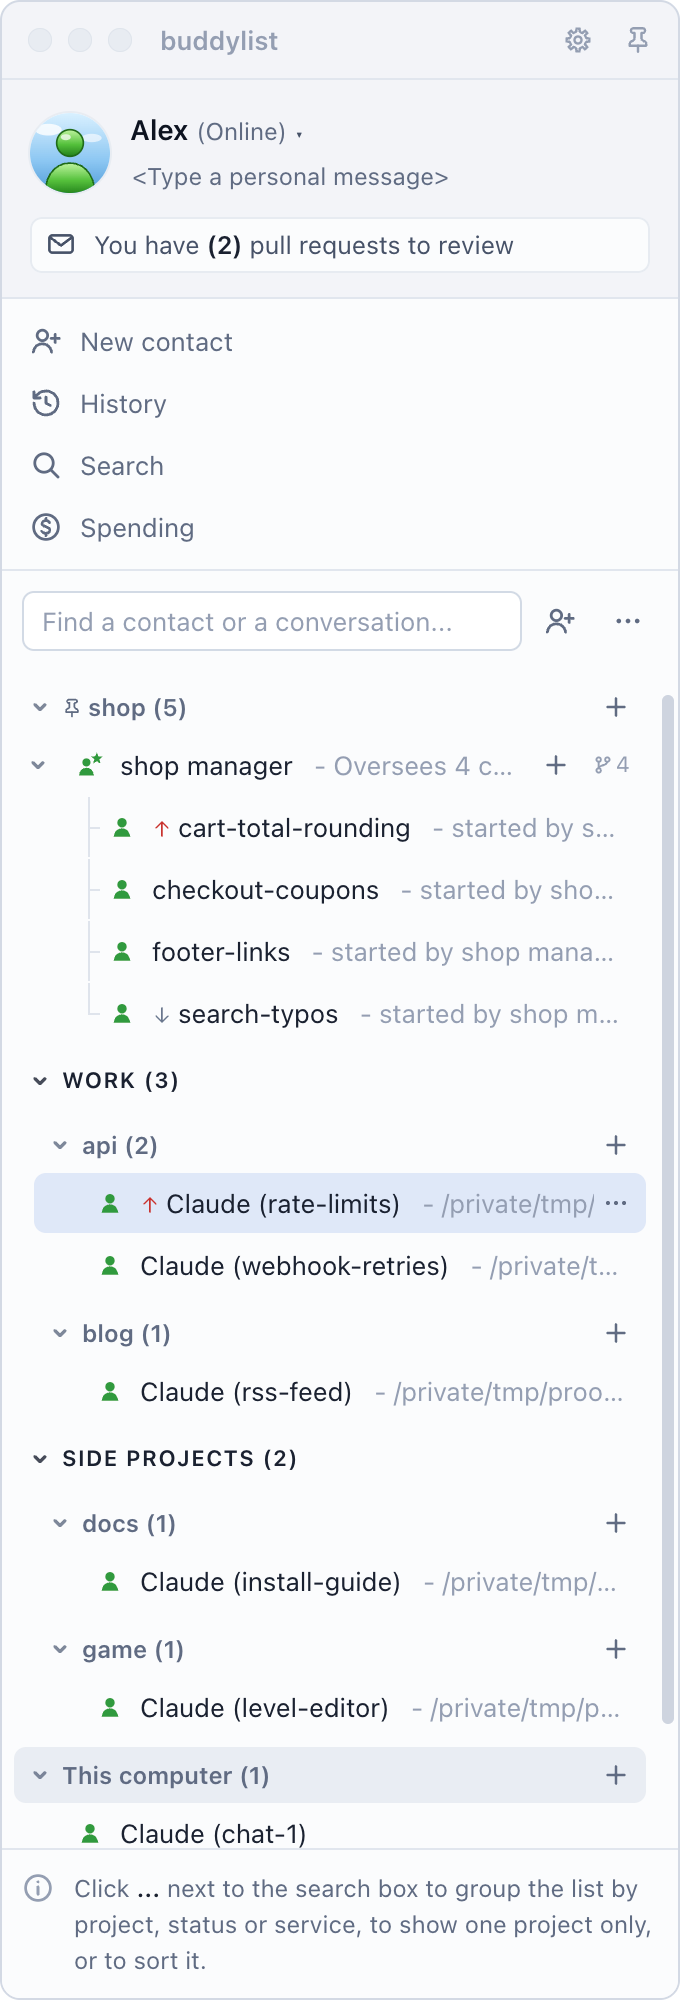 buddylist
Alex (Online) ▾
<Type a personal message>
You have (2) pull requests to review
New contact
History
Search
Spending
Find a contact or a conversation...
shop (5)
shop manager - Oversees 4 c... 4
↑ cart-total-rounding - started by s...
checkout-coupons - started by sho...
footer-links - started by shop mana...
↓ search-typos - started by shop m...
WORK (3)
api (2)
↑ Claude (rate-limits) - /private/tmp/ ...
Claude (webhook-retries) - /private/t...
blog (1)
Claude (rss-feed) - /private/tmp/proo...
SIDE PROJECTS (2)
docs (1)
Claude (install-guide) - /private/tmp/...
game (1)
Claude (level-editor) - /private/tmp/p...
This computer (1)
Claude (chat-1)
Click ... next to the search box to group the list by
project, status or service, to show one project only,
or to sort it.